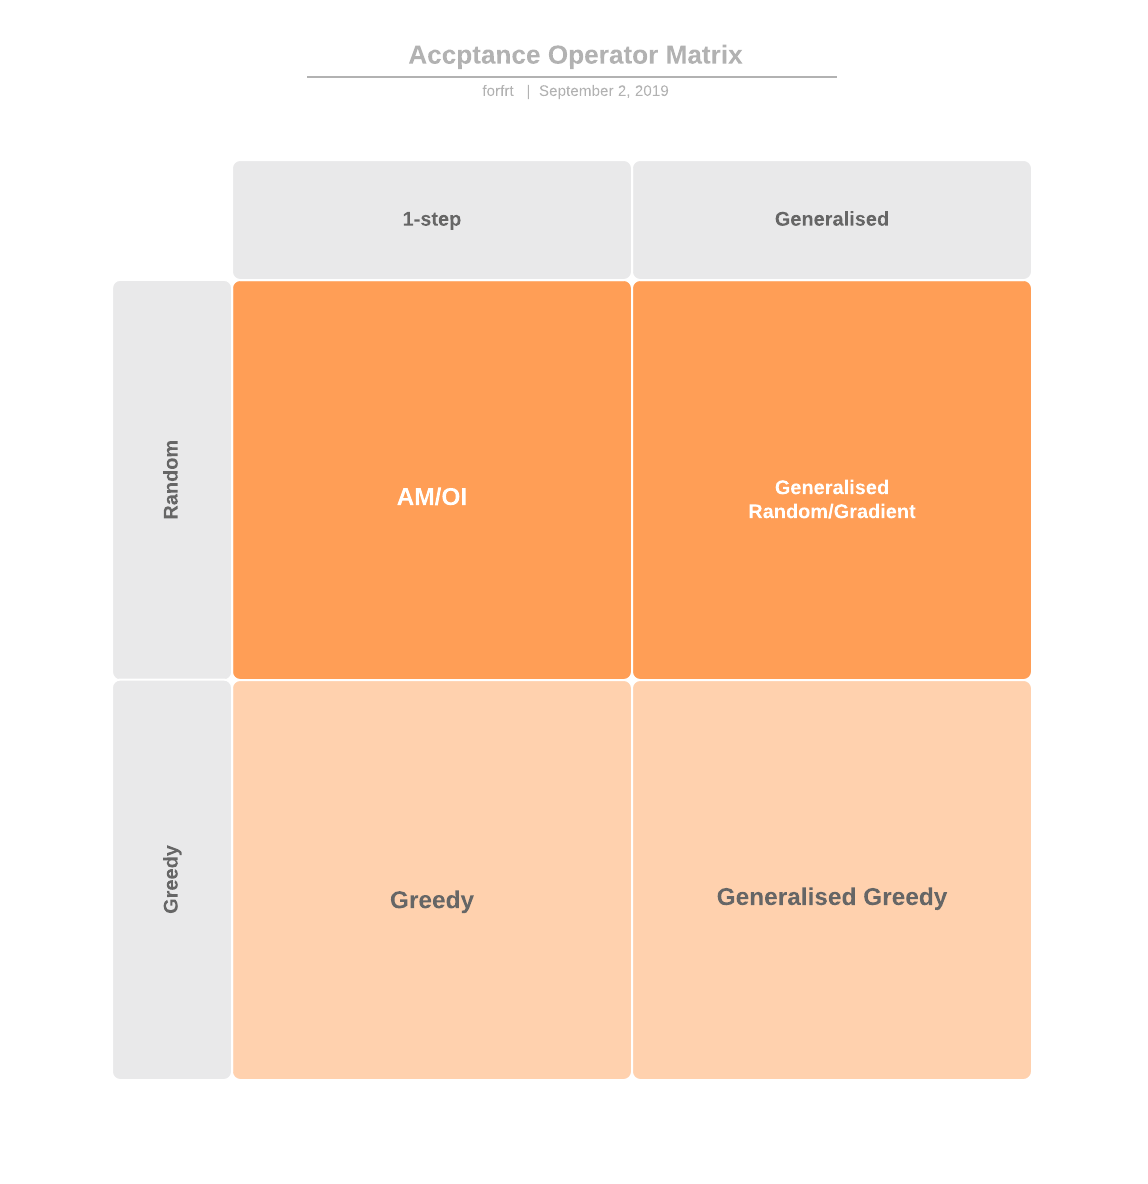 Accptance Operator Matrix
forfrt | September 2, 2019
1-step
Generalised
Random
AM/OI
Generalised
Random/Gradient
Greedy
Greedy
Generalised Greedy